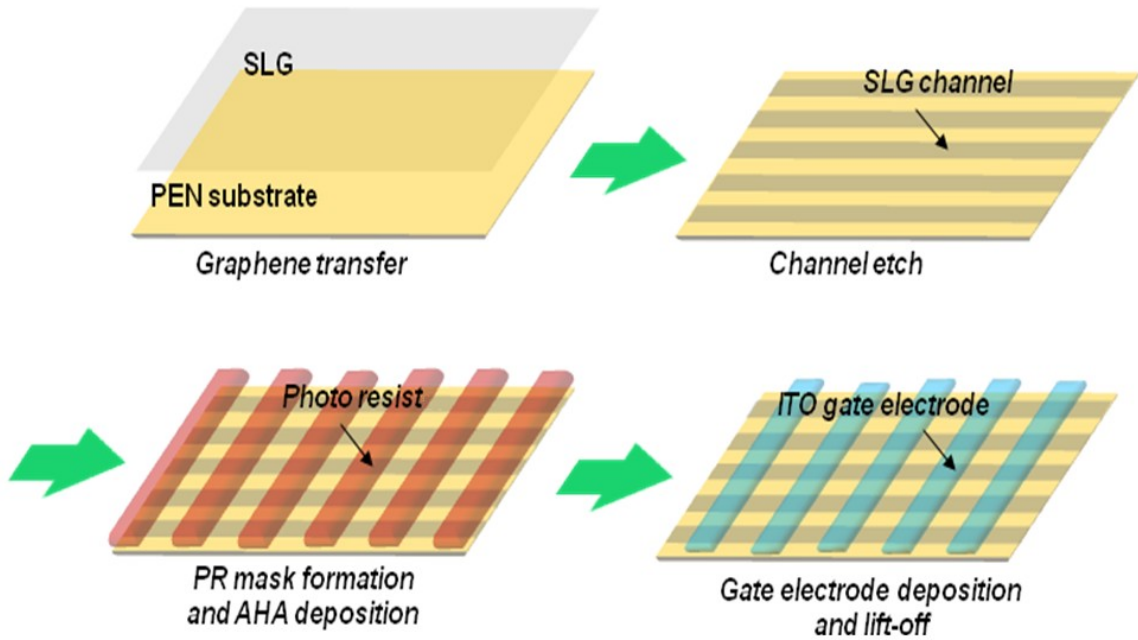 SLG
PEN substrate
Graphene transfer
SLG channel
Channel etch
Photo resist
PR mask formation
and AHA deposition
ITO gate electrode
Gate electrode deposition
and lift-off